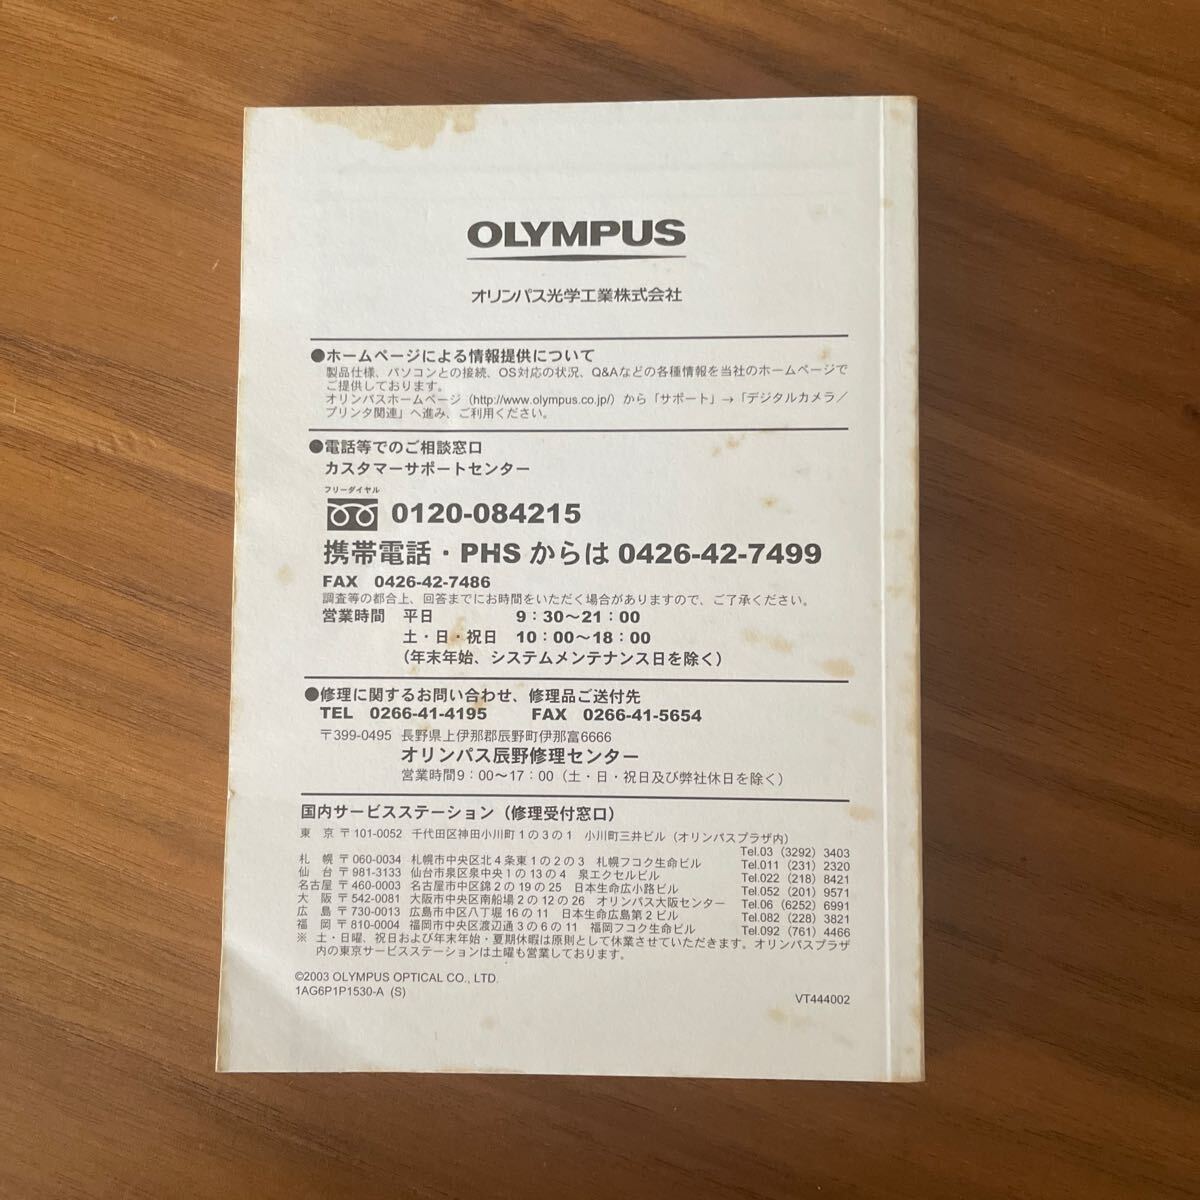 OLYMPUS
オリンパス光学工業株式会社
●ホームページによる情報提供について
製品仕様、パソコンとの接続、OS対応の状況、Q&Aなどの各種情報を当社のホームページで
ご提供しております。
オリンパスホームページ（http://www.olympus.co.jp/）から「サポート」→「デジタルカメラ／
プリンタ関連」へ進み、ご利用ください。
●電話等でのご相談窓口
カスタマーサポートセンター
フリーダイヤル
0120-084215
携帯電話・PHSからは 0426-42-7499
FAX 0426-42-7486
調査等の都合上、回答までにお時間をいただく場合がありますので、ご了承ください。
営業時間 平日 9：30～21：00
土・日・祝日 10：00～18：00
（年末年始、システムメンテナンス日を除く）
●修理に関するお問い合わせ、修理品ご送付先
TEL 0266-41-4195 FAX 0266-41-5654
〒399-0495 長野県上伊那郡辰野町伊那富6666
オリンパス辰野修理センター
営業時間9：00～17：00（土・日・祝日及び弊社休日を除く）
国内サービスステーション（修理受付窓口）
東 京 〒101-0052 千代田区神田小川町1の3の1 小川町三井ビル（オリンパスプラザ内）
Tel.03（3292）3403
札 幌 〒060-0034 札幌市中央区北4条東1の2の3 札幌フコク生命ビル Tel.011（231）2320
仙 台 〒981-3133 仙台市泉区泉中央1の13の4 泉エクセルビル Tel.022（218）8421
名古屋 〒460-0003 名古屋市中区錦2の19の25 日本生命広小路ビル Tel.052（201）9571
大 阪 〒542-0081 大阪市中央区南船場2の12の26 オリンパス大阪センター Tel.06（6252）6991
広 島 〒730-0013 広島市中区八丁堀16の11 日本生命広島第2ビル Tel.082（228）3821
福 岡 〒810-0004 福岡市中央区渡辺通3の6の11 福岡フコク生命ビル Tel.092（761）4466
※ 土・日曜、祝日および年末年始・夏期休暇は原則として休業させていただきます。オリンパスプラザ
内の東京サービスステーションは土曜も営業しております。
©2003 OLYMPUS OPTICAL CO., LTD.
1AG6P1P1530-A (S)
VT444002